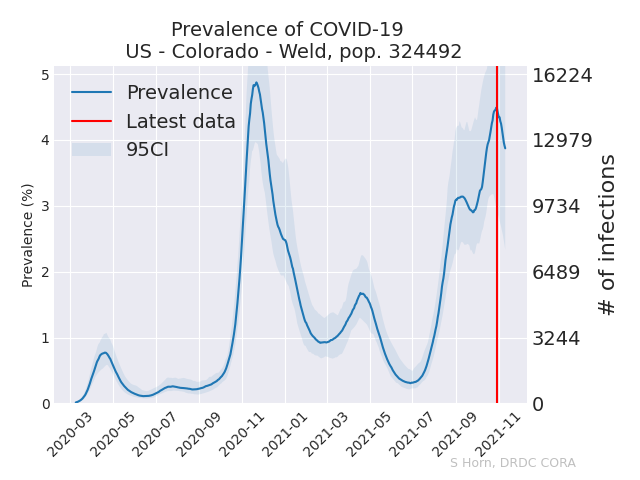 Prevalence of COVID-19
US - Colorado - Weld, pop. 324492
Prevalence
Latest data
95CI
Prevalence (%)
5
4
3
2
1
0
16224
12979
9734
6489
3244
0
# of infections
2020-03
2020-05
2020-07
2020-09
2020-11
2021-01
2021-03
2021-05
2021-07
2021-09
2021-11
S Horn, DRDC CORA